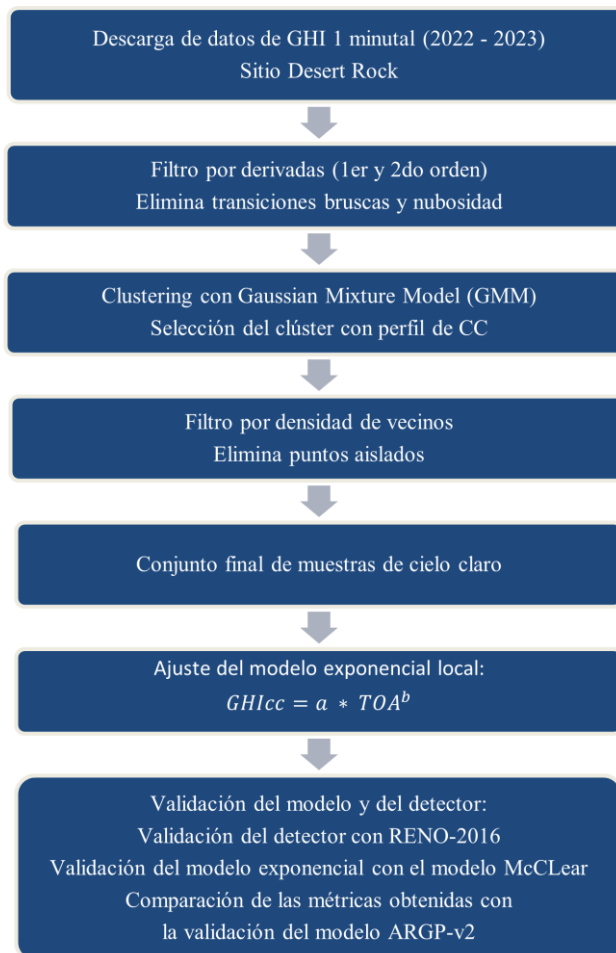 Descarga de datos de GHI 1 minutal (2022 - 2023)
Sitio Desert Rock
Filtro por derivadas (1er y 2do orden)
Elimina transiciones bruscas y nubosidad
Clustering con Gaussian Mixture Model (GMM)
Selección del clúster con perfil de CC
Filtro por densidad de vecinos
Elimina puntos aislados
Conjunto final de muestras de cielo claro
Ajuste del modelo exponencial local:
GHIcc = a * TOA^b
Validación del modelo y del detector:
Validación del detector con RENO-2016
Validación del modelo exponencial con el modelo McCLear
Comparación de las métricas obtenidas con
la validación del modelo ARGP-v2